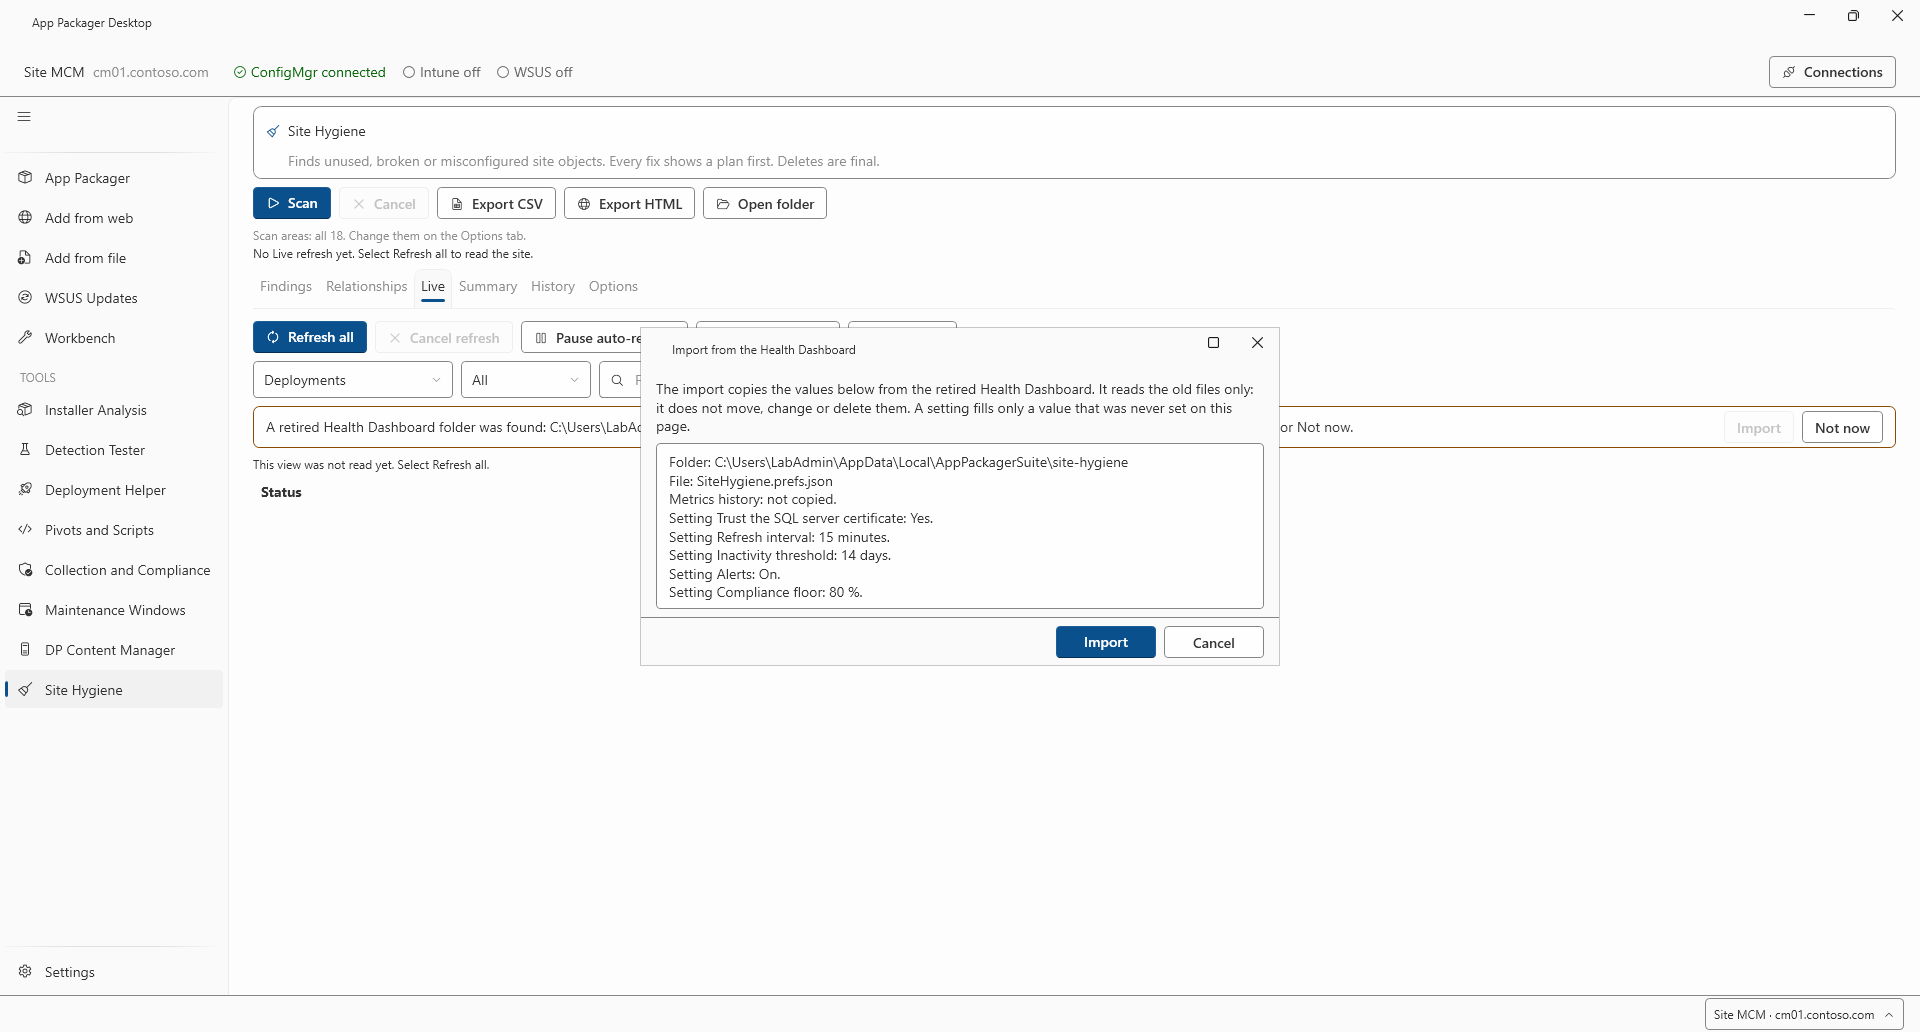 App Packager Desktop
Site MCM cm01.contoso.com ConfigMgr connected Intune off WSUS off Connections
Site Hygiene
Finds unused, broken or misconfigured site objects. Every fix shows a plan first. Deletes are final.
App Packager
Add from web
Add from file
WSUS Updates
Workbench
TOOLS
Installer Analysis
Detection Tester
Deployment Helper
Pivots and Scripts
Collection and Compliance
Maintenance Windows
DP Content Manager
Site Hygiene
Settings
Scan Cancel Export CSV Export HTML Open folder
Scan areas: all 18. Change them on the Options tab.
No Live refresh yet. Select Refresh all to read the site.
Findings Relationships Live Summary History Options
Refresh all Cancel refresh Pause auto-re
Deployments All
A retired Health Dashboard folder was found: C:\Users\LabAd or Not now. Import Not now
This view was not read yet. Select Refresh all.
Status
Import from the Health Dashboard
The import copies the values below from the retired Health Dashboard. It reads the old files only:
it does not move, change or delete them. A setting fills only a value that was never set on this
page.
Folder: C:\Users\LabAdmin\AppData\Local\AppPackagerSuite\site-hygiene
File: SiteHygiene.prefs.json
Metrics history: not copied.
Setting Trust the SQL server certificate: Yes.
Setting Refresh interval: 15 minutes.
Setting Inactivity threshold: 14 days.
Setting Alerts: On.
Setting Compliance floor: 80 %.
Import Cancel
Site MCM · cm01.contoso.com